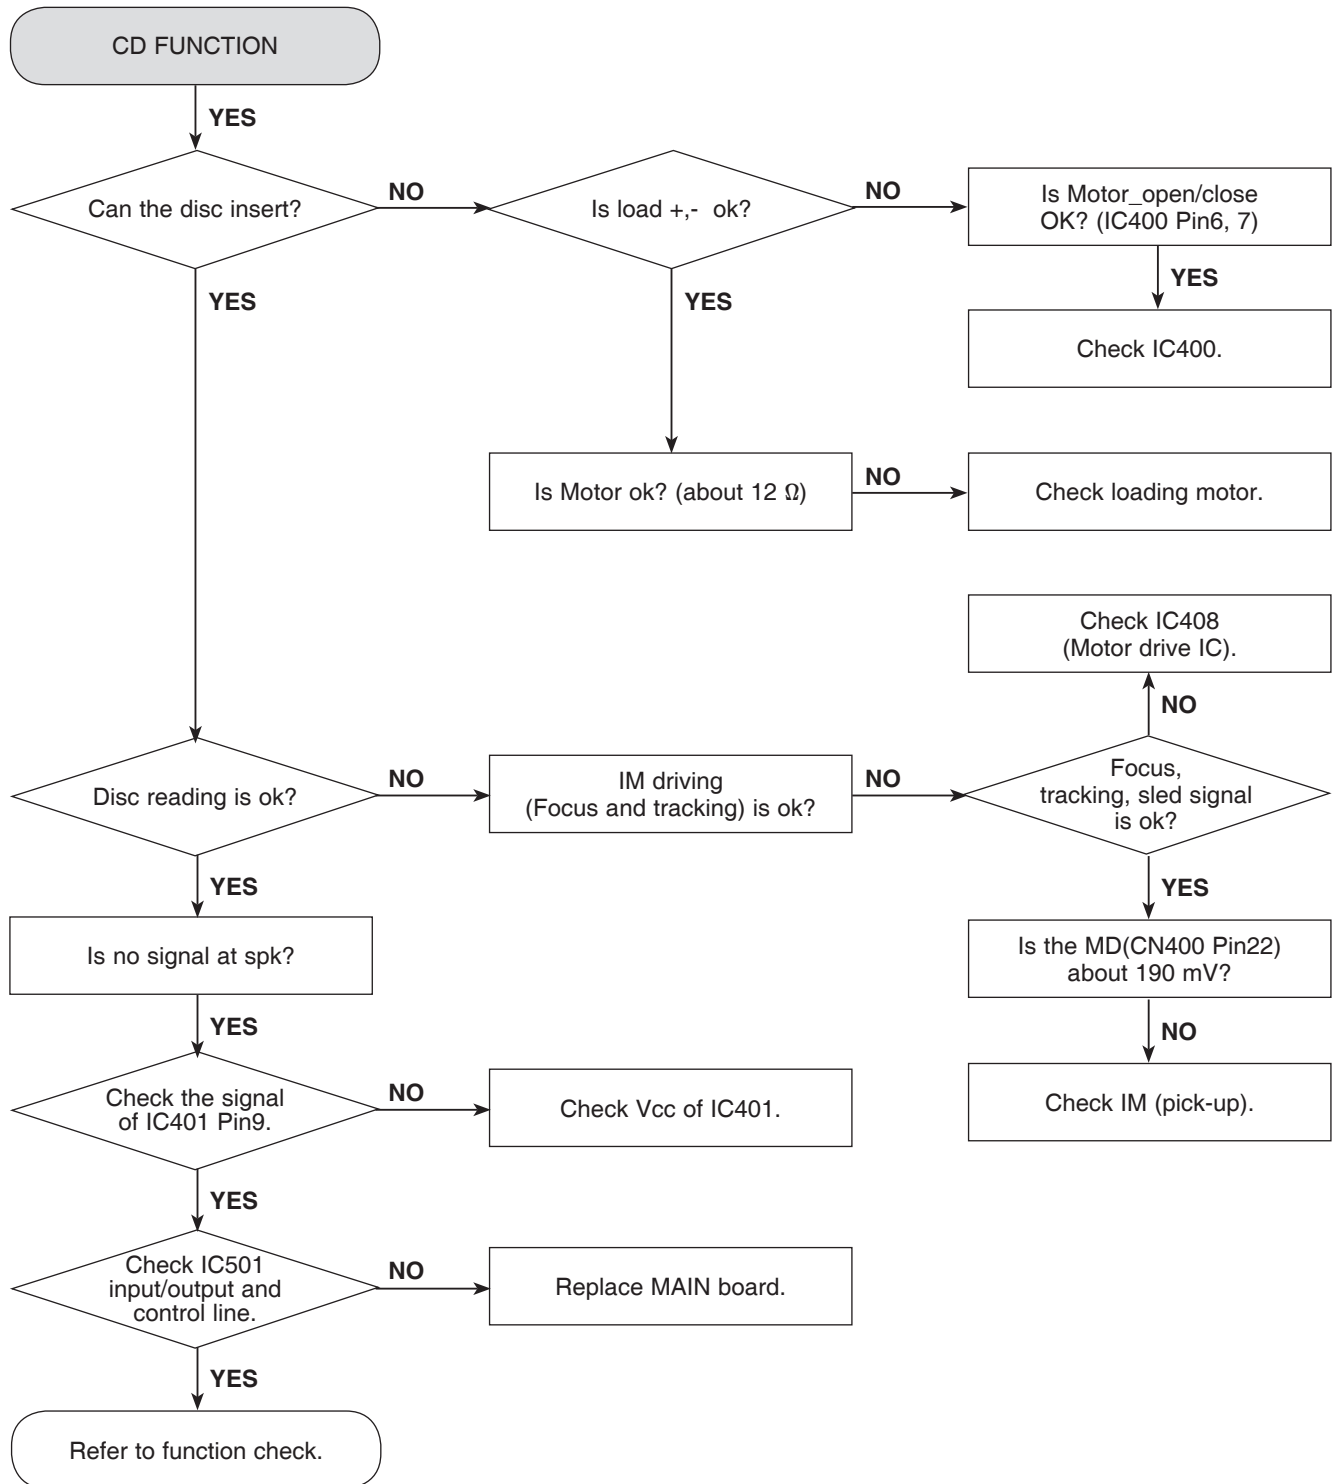 CD FUNCTION
YES
Can the disc insert?
NO
Is load +,- ok?
NO
Is Motor_open/close
OK? (IC400 Pin6, 7)
YES
Check IC400.
YES
YES
Is Motor ok? (about 12 Ω)
NO
Check loading motor.
Check IC408
(Motor drive IC).
NO
Disc reading is ok?
NO
IM driving
(Focus and tracking) is ok?
NO
Focus,
tracking, sled signal
is ok?
YES
YES
Is no signal at spk?
Is the MD(CN400 Pin22)
about 190 mV?
YES
NO
Check the signal
of IC401 Pin9.
NO
Check Vcc of IC401.
Check IM (pick-up).
YES
Check IC501
input/output and
control line.
NO
Replace MAIN board.
YES
Refer to function check.